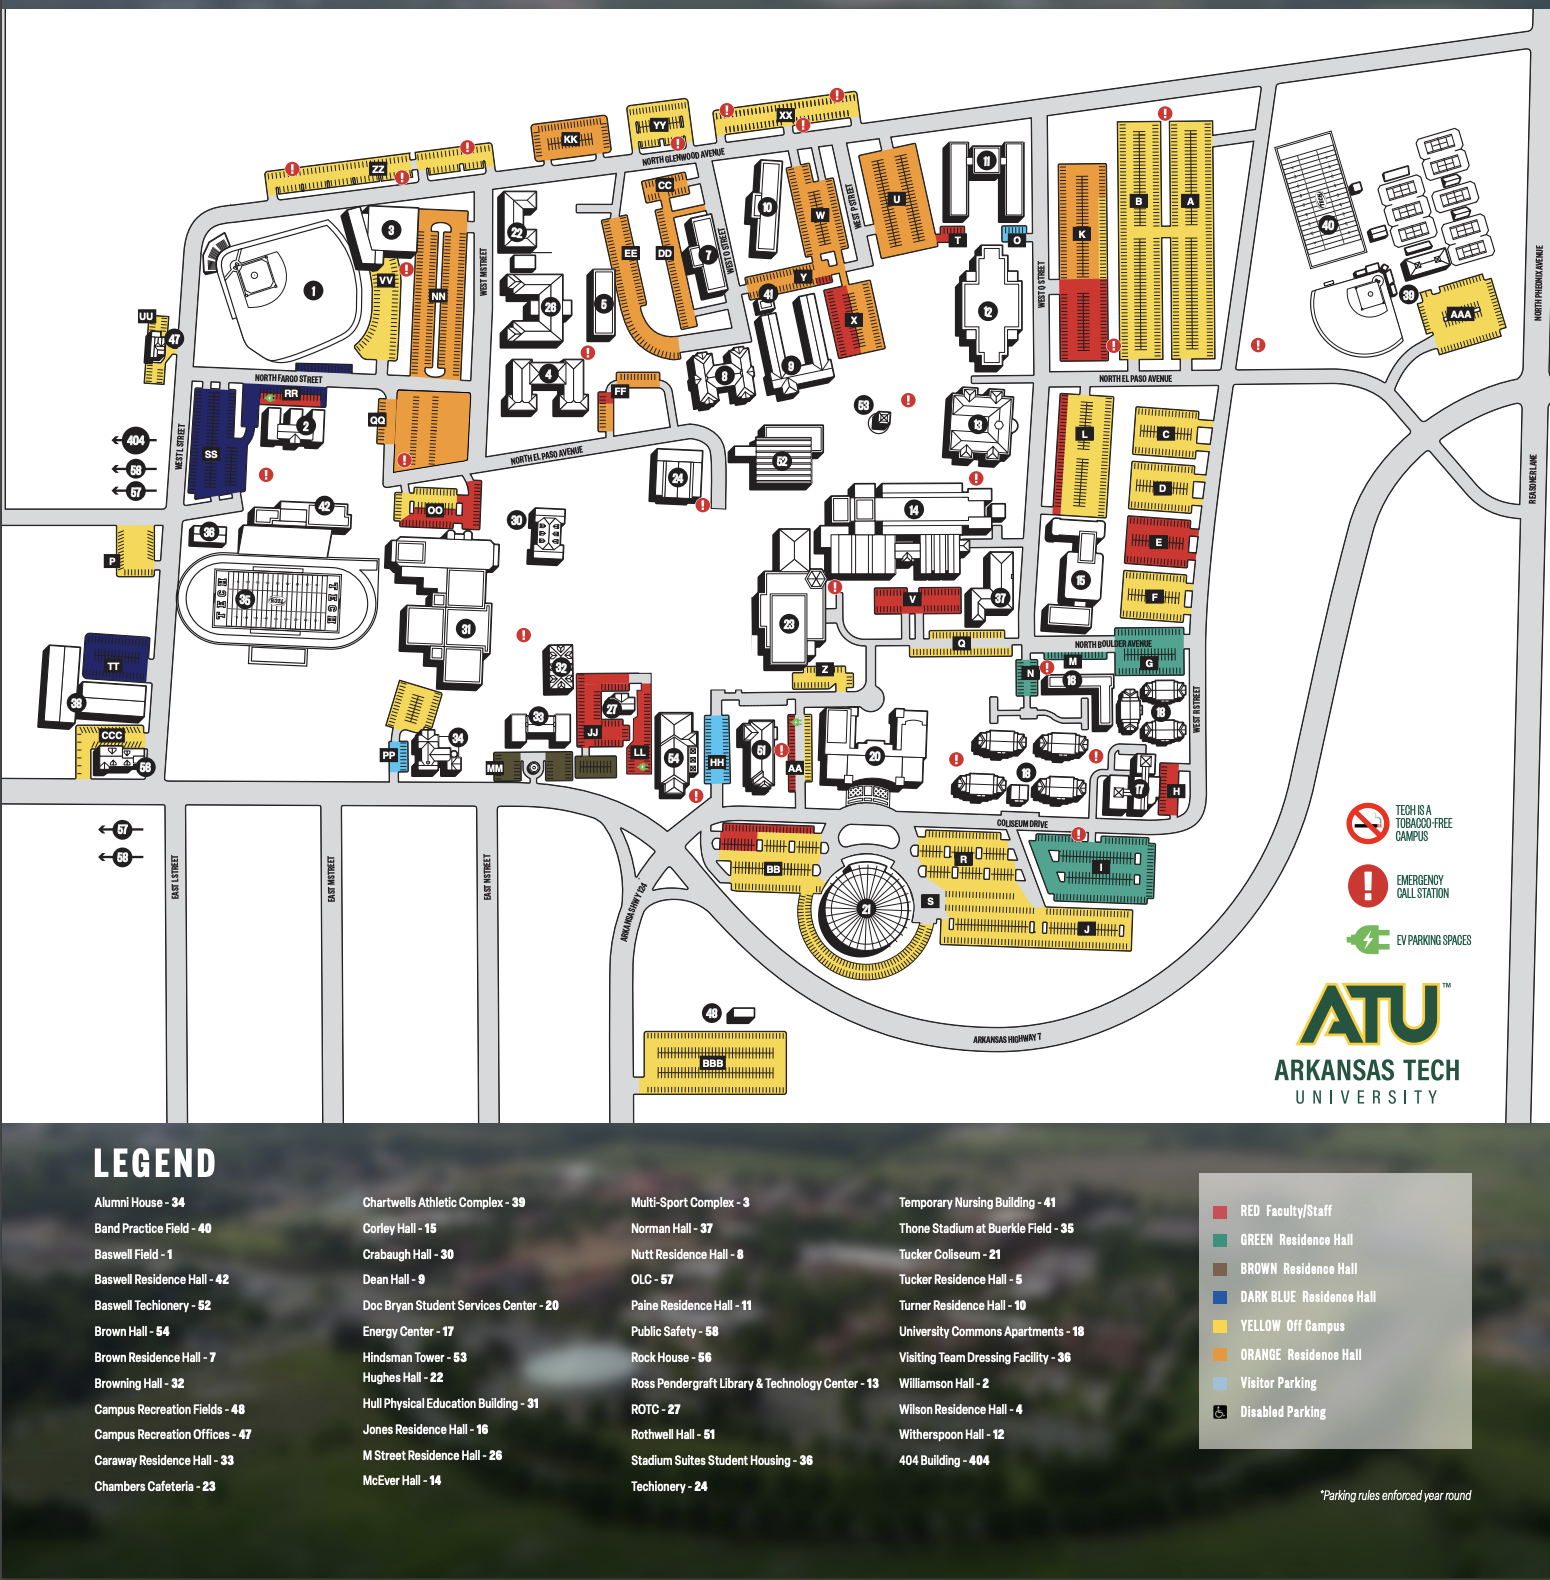 XX
YY
KK
NORTH GLENWOOD AVENUE
ZZ
11
CC
10
U
B
A
W
WEST P STREET
40
3
22
7
WEST O STREET
T
O
K
EE
DD
VV
NN
WEST M STREET
WEST Q STREET
NORTH PHEONIX AVENUE
1
26
5
Y
41
39
X
12
AAA
UU
47
NORTH FARGO STREET
4
8
9
NORTH EL PASO AVENUE
RR
FF
53
2
QQ
13
L
C
404
SS
WEST L STREET
NORTH EL PASO AVENUE
52
58
24
D
REASONER LANE
57
42
OO
30
14
36
E
P
15
35
TECH
TECH
V
37
F
31
23
Q
NORTH BOULDER AVENUE
TT
32
Z
N
M
G
16
38
27
33
18
WEST R STREET
CCC
34
JJ
PP
LL
54
HH
51
20
56
MM
AA
18
17
H
TECH IS A
TOBACCO-FREE
CAMPUS
57
COLISEUM DRIVE
58
BB
R
I
EAST L STREET
EAST M STREET
EAST N STREET
EMERGENCY
CALL STATION
ARKANSAS HWY 124
21
S
J
EV PARKING SPACES
48
ATU™
ARKANSAS HIGHWAY 7
BBB
ARKANSAS TECH
UNIVERSITY
LEGEND
Alumni House - 34
Band Practice Field - 40
Baswell Field - 1
Baswell Residence Hall - 42
Baswell Techionery - 52
Brown Hall - 54
Brown Residence Hall - 7
Browning Hall - 32
Campus Recreation Fields - 48
Campus Recreation Offices - 47
Caraway Residence Hall - 33
Chambers Cafeteria - 23
Chartwells Athletic Complex - 39
Corley Hall - 15
Crabaugh Hall - 30
Dean Hall - 9
Doc Bryan Student Services Center - 20
Energy Center - 17
Hindsman Tower - 53
Hughes Hall - 22
Hull Physical Education Building - 31
Jones Residence Hall - 16
M Street Residence Hall - 26
McEver Hall - 14
Multi-Sport Complex - 3
Norman Hall - 37
Nutt Residence Hall - 8
OLC - 57
Paine Residence Hall - 11
Public Safety - 58
Rock House - 56
Ross Pendergraft Library & Technology Center - 13
ROTC - 27
Rothwell Hall - 51
Stadium Suites Student Housing - 36
Techionery - 24
Temporary Nursing Building - 41
Thone Stadium at Buerkle Field - 35
Tucker Coliseum - 21
Tucker Residence Hall - 5
Turner Residence Hall - 10
University Commons Apartments - 18
Visiting Team Dressing Facility - 36
Williamson Hall - 2
Wilson Residence Hall - 4
Witherspoon Hall - 12
404 Building - 404
RED Faculty/Staff
GREEN Residence Hall
BROWN Residence Hall
DARK BLUE Residence Hall
YELLOW Off Campus
ORANGE Residence Hall
Visitor Parking
Disabled Parking
*Parking rules enforced year round